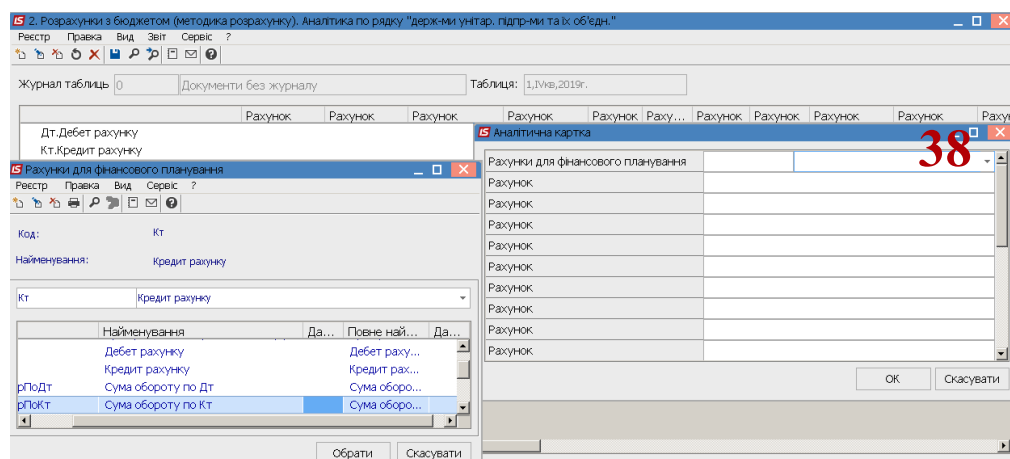 2. Розрахунки з бюджетом (методика розрахунку). Аналітика по рядку "держ-ми унітар. підпр-ми та їх об'єдн."
Реєстр Правка Вид Звіт Сервіс ?
Журнал таблиць 0 Документи без журналу Таблиця: 1,IVкв,2019г.
Рахунок Рахунок Рахунок Рахунок Рахунок Раху... Рахунок Рахунок Рахунок Рахунок Раху
Дт.Дебет рахунку
Кт.Кредит рахунку
Аналітична картка
38
Рахунки для фінансового планування
Рахунок
Рахунок
Рахунок
Рахунок
Рахунок
Рахунок
Рахунок
Рахунок
Рахунок
ОК Скасувати
Рахунки для фінансового планування
Реєстр Правка Вид Сервіс ?
Код: Кт
Найменування: Кредит рахунку
Кт Кредит рахунку
Найменування Да... Повне най... Да...
Дебет рахунку Дебет раху...
Кредит рахунку Кредит рах...
рПоДт Сума обороту по Дт Сума оборо...
рПоКт Сума обороту по Кт Сума оборо...
Обрати Скасувати